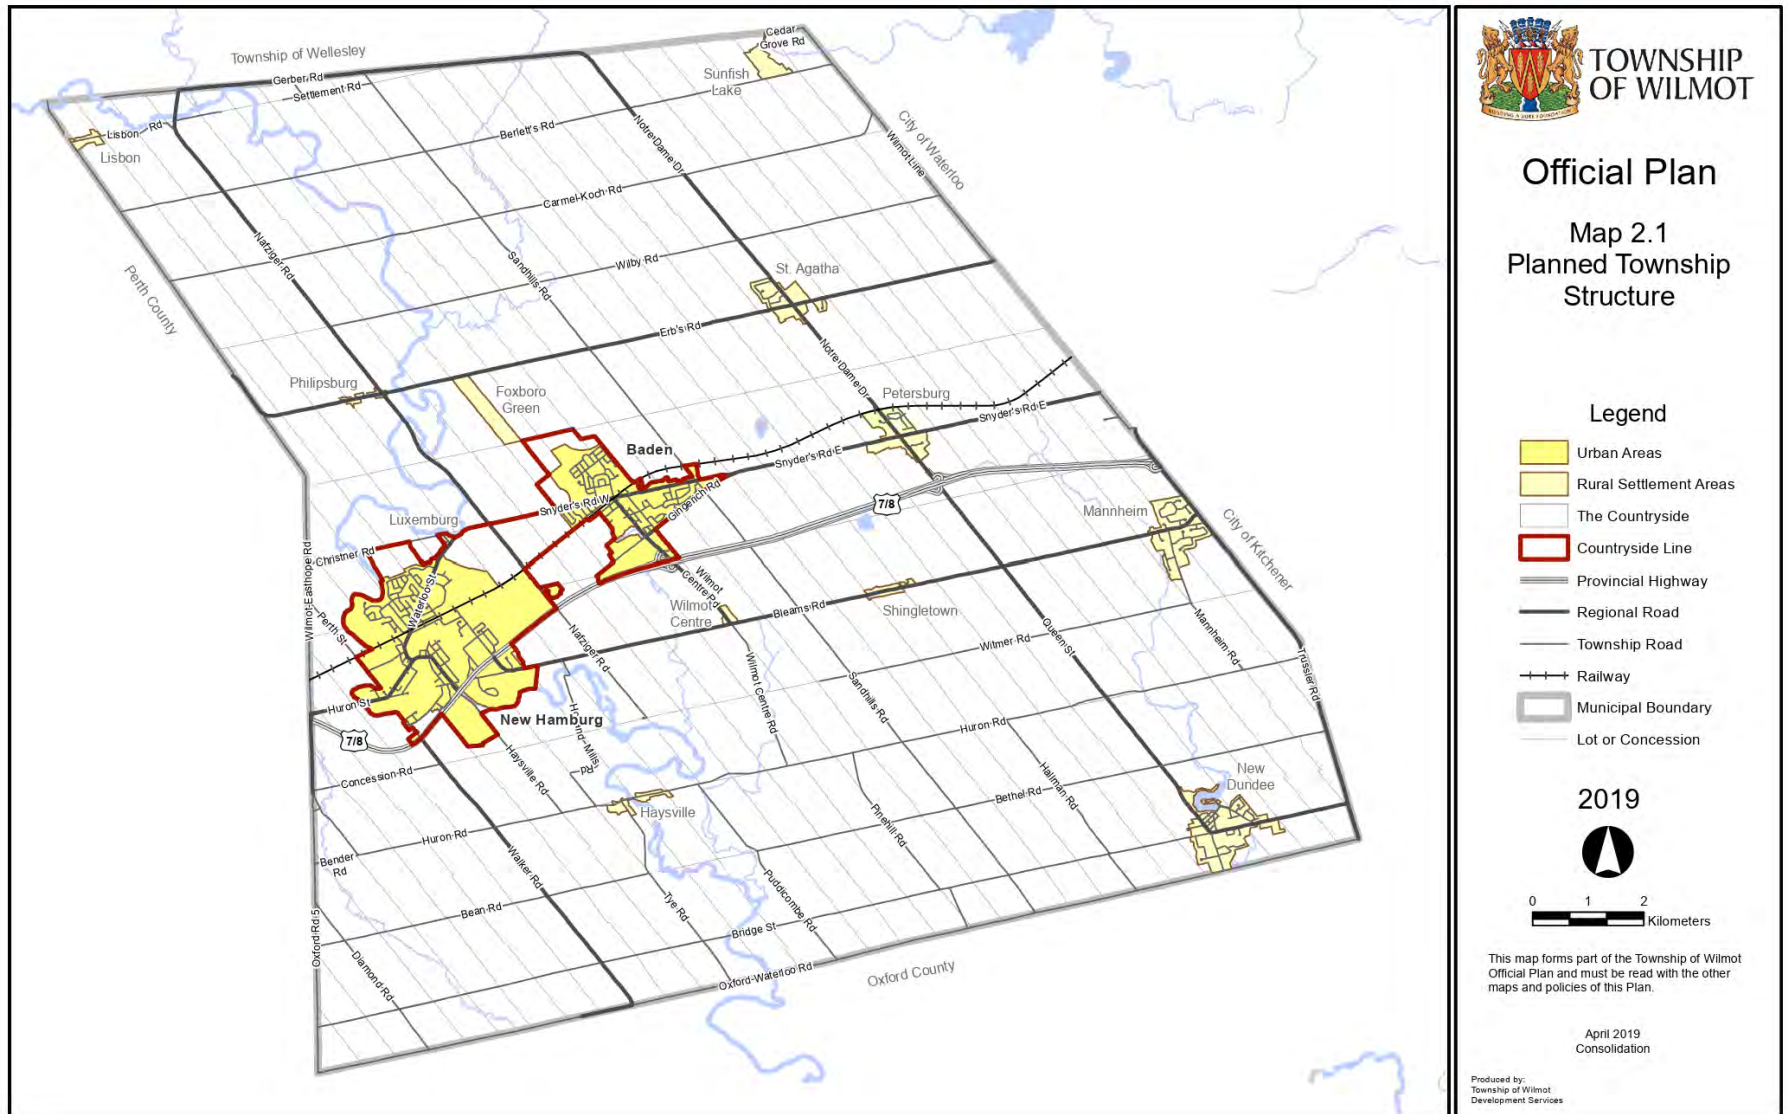 Township of Wellesley
Cedar
Grove Rd
Gerber Rd
Settlement Rd
Sunfish
Lake
Lisbon Rd
Lisbon
Berlett's Rd
Notre Dame Dr
City of Waterloo
Wilmot Line
Carmel-Koch Rd
Nafziger Rd
Sandhills Rd
Wilby Rd
St. Agatha
Perth County
Erb's Rd
Notre Dame Dr
Philipsburg
Foxboro
Green
Petersburg
Snyder's Rd E
Baden
Snyder's Rd E
Snyder's Rd W
Gingerich Rd
7/8
Luxemburg
Mannheim
City of Kitchener
Christner Rd
Wilmot-Easthope Rd
Waterloo St
Wilmot
Centre Rd
Wilmot
Centre
Bleams Rd
Shingletown
Perth St
Nafziger Rd
Witmer Rd
Queen St
Mannheim Rd
Trussler Rd
Wilmot Centre Rd
Sandhills Rd
Huron St
New Hamburg
7/8
Huron Rd
Haysville Rd
Concession Rd
Hallman Rd
New
Dundee
Bethel Rd
Haysville
Pinehill Rd
Huron Rd
Bender
Rd
Walker Rd
Puddicombe Rd
Tye Rd
Bean Rd
Bridge St
Oxford Rd 5
Diamond Rd
Oxford-Waterloo Rd
Oxford County
TOWNSHIP
OF WILMOT
Official Plan
Map 2.1
Planned Township
Structure
Legend
Urban Areas
Rural Settlement Areas
The Countryside
Countryside Line
Provincial Highway
Regional Road
Township Road
Railway
Municipal Boundary
Lot or Concession
2019
0 1 2
Kilometers
This map forms part of the Township of Wilmot
Official Plan and must be read with the other
maps and policies of this Plan.
April 2019
Consolidation
Produced by:
Township of Wilmot
Development Services